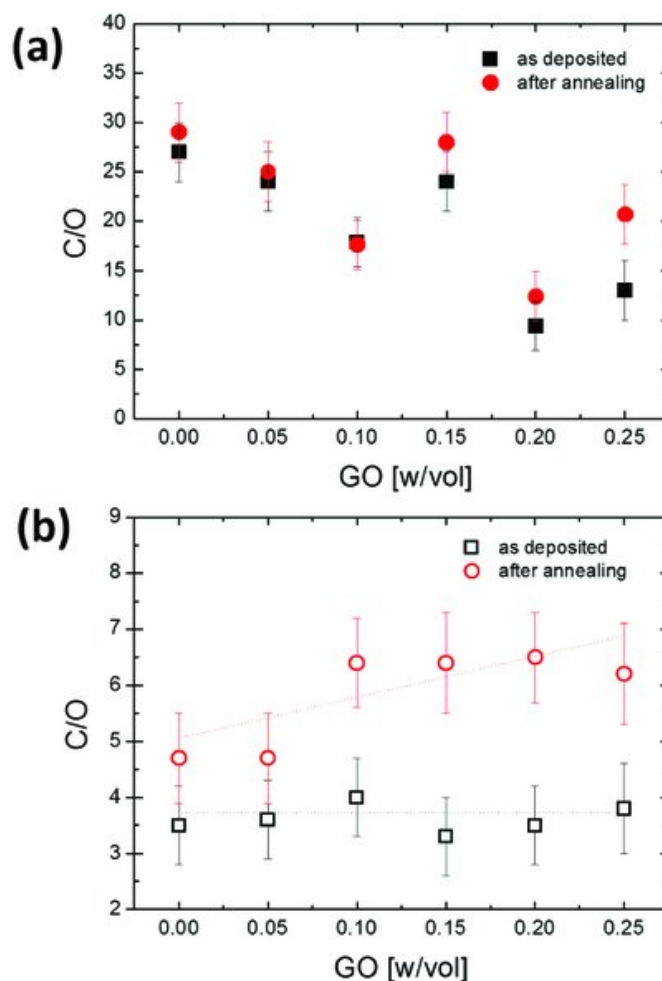 (a)
40
35
30
25
20
15
10
5
0
C/O
as deposited
after annealing
0.00 0.05 0.10 0.15 0.20 0.25
GO [w/vol]
(b)
9
8
7
6
5
4
3
2
C/O
as deposited
after annealing
0.00 0.05 0.10 0.15 0.20 0.25
GO [w/vol]